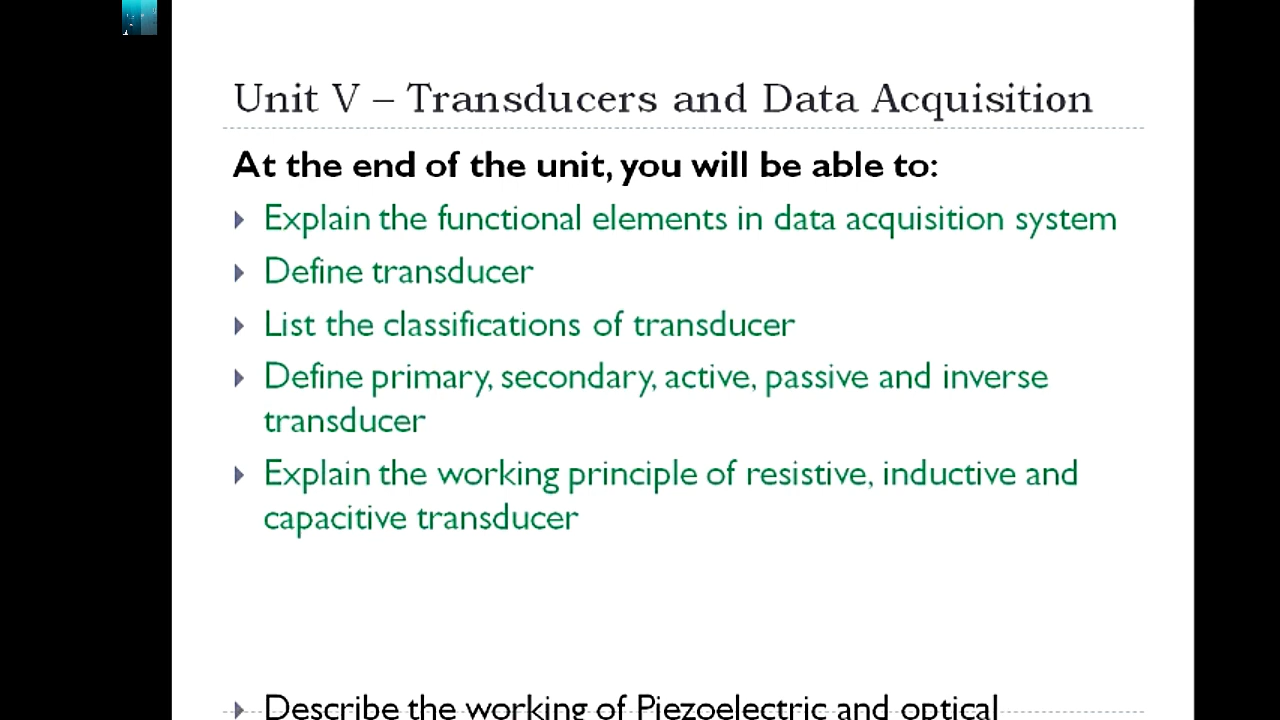 Unit V – Transducers and Data Acquisition
At the end of the unit, you will be able to:
Explain the functional elements in data acquisition system
Define transducer
List the classifications of transducer
Define primary, secondary, active, passive and inverse
transducer
Explain the working principle of resistive, inductive and
capacitive transducer
Describe the working of Piezoelectric and optical